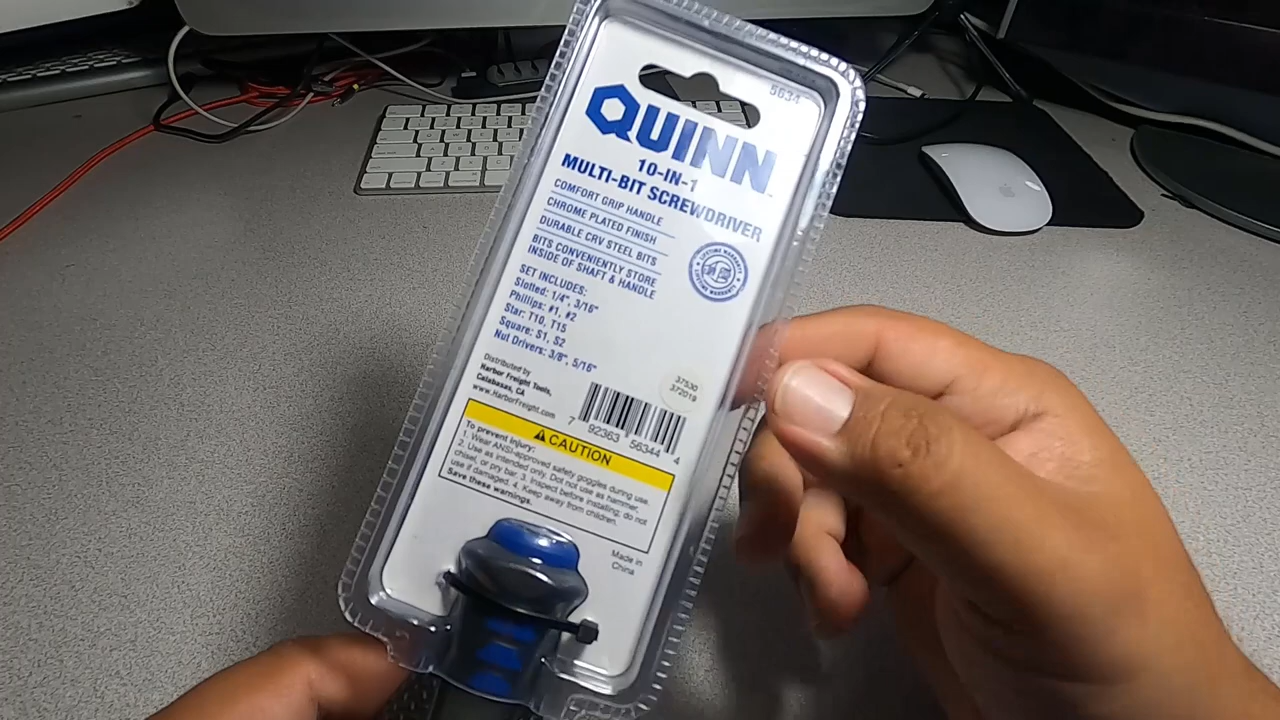 5634
QUINN
10-IN-1
MULTI-BIT SCREWDRIVER
COMFORT GRIP HANDLE
CHROME PLATED FINISH
DURABLE CRV STEEL BITS
BITS CONVENIENTLY STORE
INSIDE OF SHAFT & HANDLE
LIFETIME WARRANTY
SET INCLUDES:
Slotted: 1/4", 3/16"
Phillips: #1, #2
Star: T10, T15
Square: S1, S2
Nut Drivers: 3/8", 5/16"
Distributed by
Harbor Freight Tools,
Calabasas, CA
www.HarborFreight.com
37530
372019
7 92363 56344 4
CAUTION
To prevent injury:
1. Wear ANSI-approved safety goggles during use.
2. Use as intended only. Dot not use as hammer,
chisel, or pry bar. 3. Inspect before installing; do not
use if damaged. 4. Keep away from children.
Save these warnings.
Made in
China